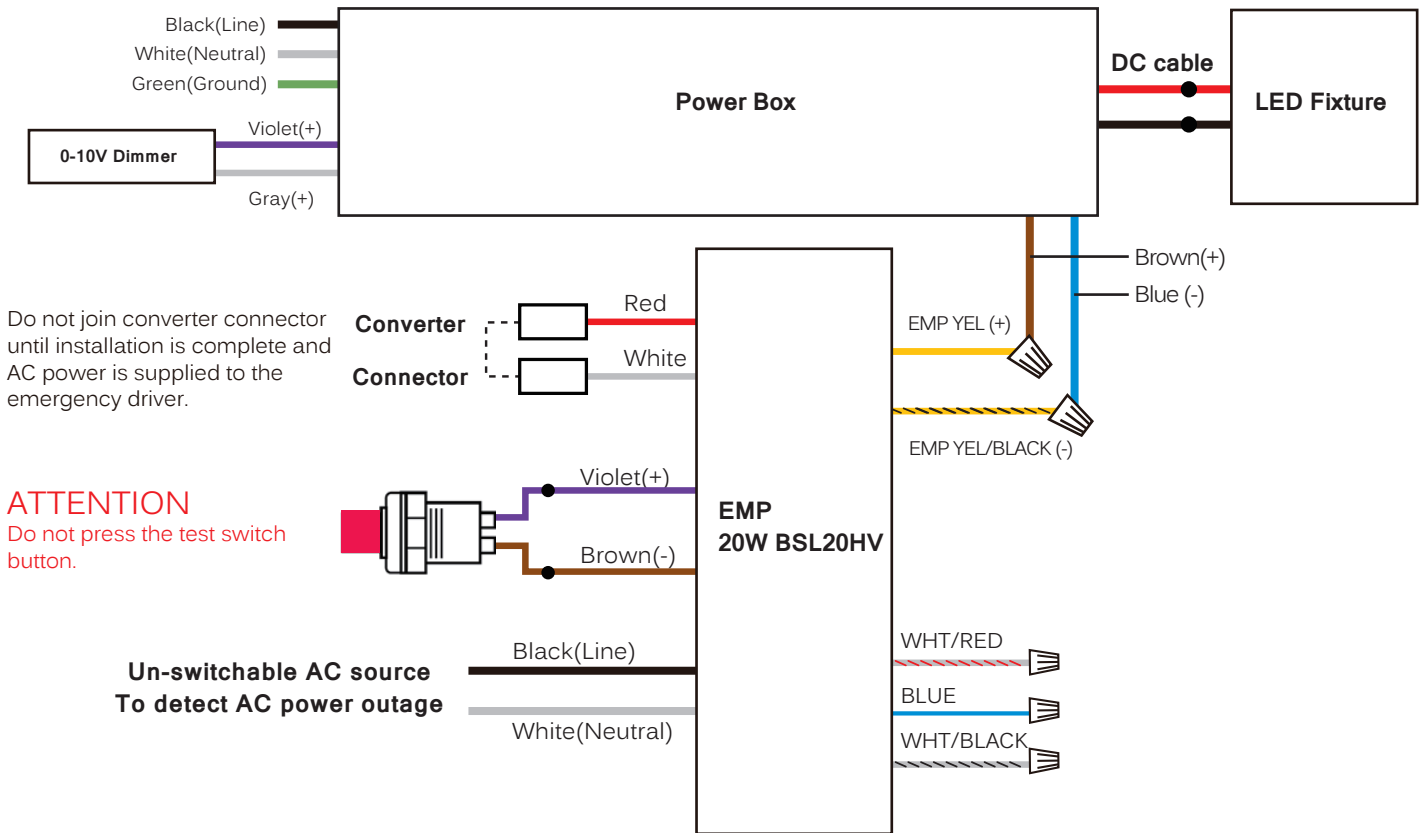 Black(Line)
White(Neutral)
Green(Ground)
Violet(+)
0-10V Dimmer
Gray(+)
Power Box
DC cable
LED Fixture
Brown(+)
Blue (-)
Do not join converter connector
until installation is complete and
AC power is supplied to the
emergency driver.
Converter
Connector
Red
White
EMP YEL (+)
EMP YEL/BLACK (-)
ATTENTION
Do not press the test switch
button.
Violet(+)
Brown(-)
EMP
20W BSL20HV
Un-switchable AC source
To detect AC power outage
Black(Line)
White(Neutral)
WHT/RED
BLUE
WHT/BLACK